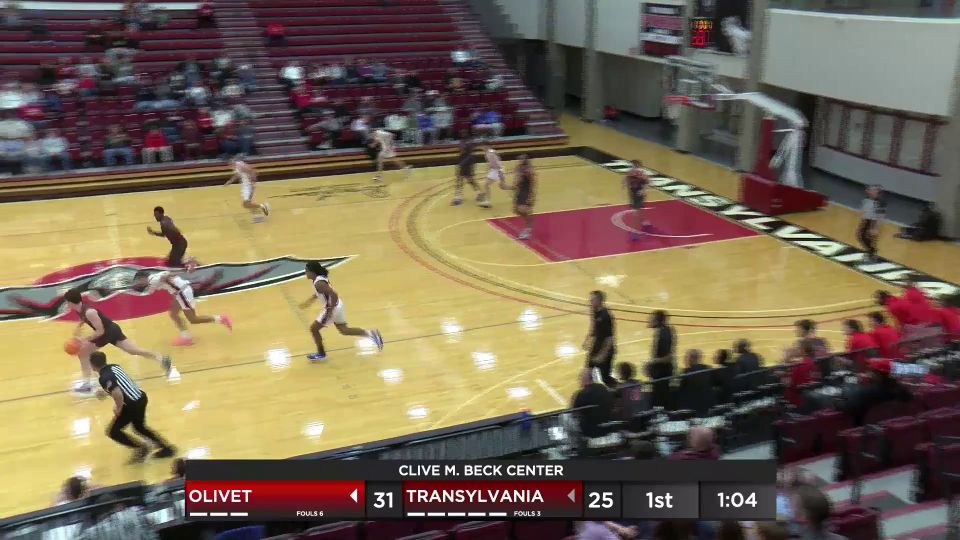 TRANSYLVANIA
CLIVE M. BECK CENTER
OLIVET 31 TRANSYLVANIA 25 1st 1:04
FOULS 6 FOULS 3